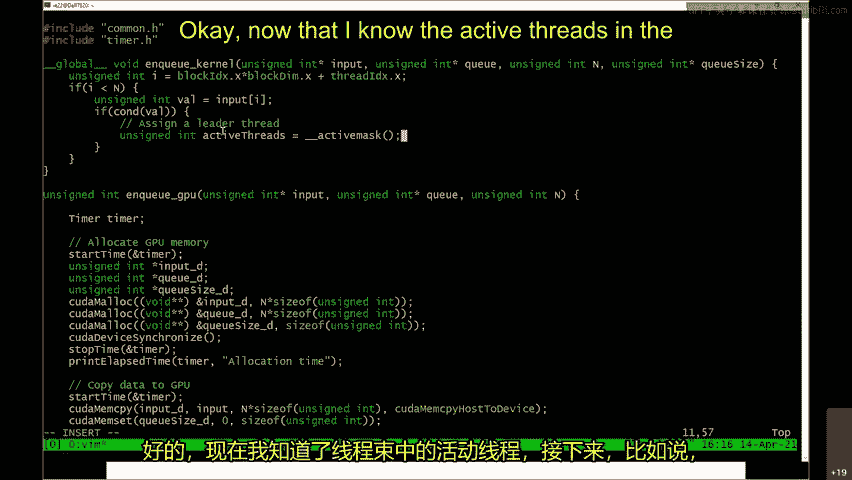 #include "common.h"
#include "timer.h"
Okay, now that I know the active threads in the
__global__ void enqueue_kernel(unsigned int* input, unsigned int* queue, unsigned int N, unsigned int* queueSize) {
unsigned int i = blockIdx.x*blockDim.x + threadIdx.x;
if(i < N) {
unsigned int val = input[i];
if(cond(val)) {
// Assign a leader thread
unsigned int activeThreads = __activemask();
}
}
}
unsigned int enqueue_gpu(unsigned int* input, unsigned int* queue, unsigned int N) {
Timer timer;
// Allocate GPU memory
startTime(&timer);
unsigned int *input_d;
unsigned int *queue_d;
unsigned int *queueSize_d;
cudaMalloc((void**) &input_d, N*sizeof(unsigned int));
cudaMalloc((void**) &queue_d, N*sizeof(unsigned int));
cudaMalloc((void**) &queueSize_d, sizeof(unsigned int));
cudaDeviceSynchronize();
stopTime(&timer);
printElapsedTime(timer, "Allocation time");
// Copy data to GPU
startTime(&timer);
cudaMemcpy(input_d, input, N*sizeof(unsigned int), cudaMemcpyHostToDevice);
cudaMemset(queueSize_d, 0, sizeof(unsigned int));
-- INSERT -- 11,57 Top
[0] 0:vim* 16:16 14-Apr-21
好的，现在我知道了线程束中的活动线程，接下来，比如说，
+19